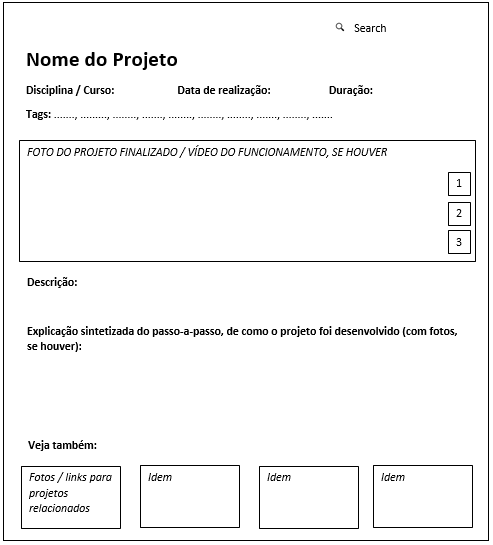 Search
Nome do Projeto
Disciplina / Curso: Data de realização: Duração:
Tags: ......., ........., ........, ......., ........, ........, ........, ......., ........, .......
FOTO DO PROJETO FINALIZADO / VÍDEO DO FUNCIONAMENTO, SE HOUVER
1
2
3
Descrição:
Explicação sintetizada do passo-a-passo, de como o projeto foi desenvolvido (com fotos,
se houver):
Veja também:
Fotos / links para
projetos
relacionados
Idem
Idem
Idem